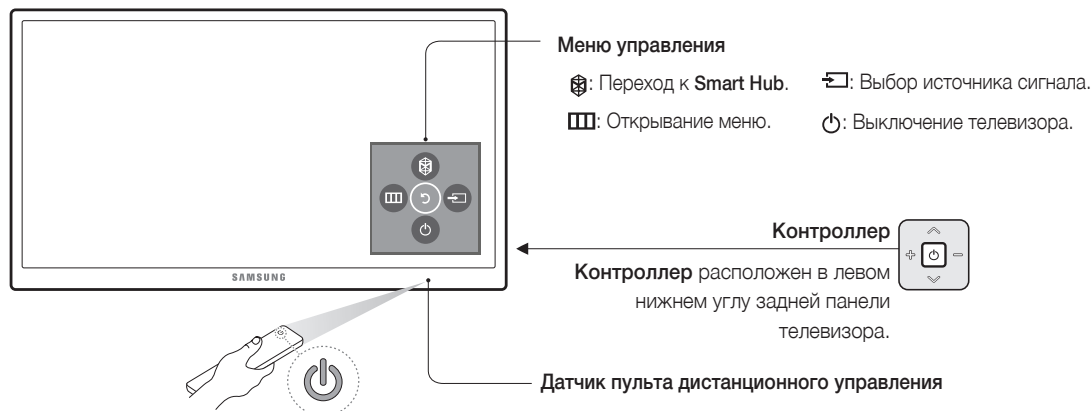 Меню управления
: Переход к Smart Hub.
: Выбор источника сигнала.
: Открывание меню.
: Выключение телевизора.
SAMSUNG
Контроллер
Контроллер расположен в левом
нижнем углу задней панели
телевизора.
Датчик пульта дистанционного управления